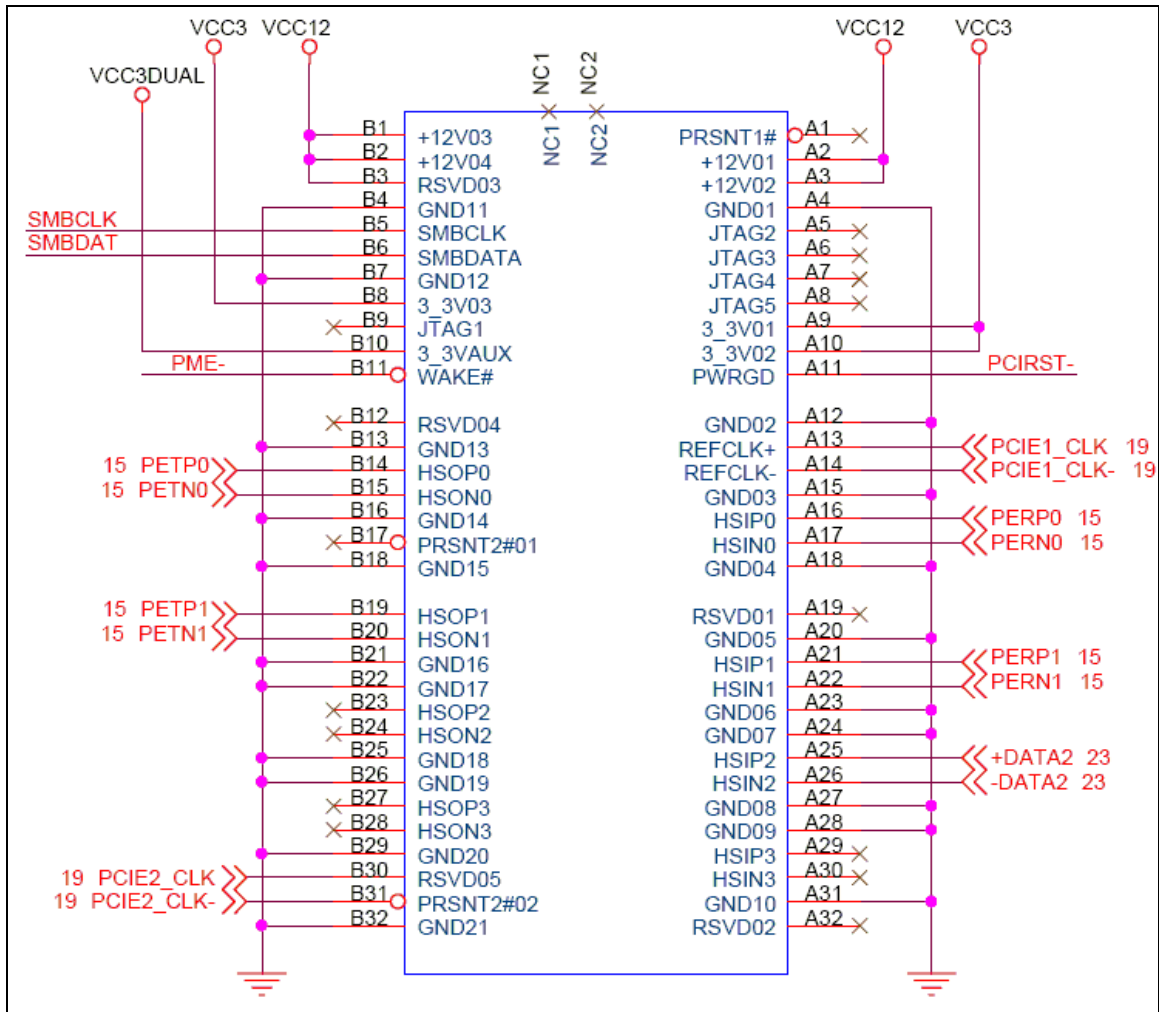 VCC3 VCC12 VCC12 VCC3
VCC3DUAL
NC1 NC2
NC1 NC2
B1 +12V03 PRSNT1# A1
B2 +12V04 +12V01 A2
B3 RSVD03 +12V02 A3
B4 GND11 GND01 A4
SMBCLK B5 SMBCLK JTAG2 A5
SMBDAT B6 SMBDATA JTAG3 A6
B7 GND12 JTAG4 A7
B8 3_3V03 JTAG5 A8
B9 JTAG1 3_3V01 A9
B10 3_3VAUX 3_3V02 A10
PME- B11 WAKE# PWRGD A11 PCIRST-
B12 RSVD04 GND02 A12
B13 GND13 REFCLK+ A13 PCIE1_CLK 19
15 PETP0 B14 HSOP0 REFCLK- A14 PCIE1_CLK- 19
15 PETN0 B15 HSON0 GND03 A15
B16 GND14 HSIP0 A16 PERP0 15
B17 PRSNT2#01 HSIN0 A17 PERN0 15
B18 GND15 GND04 A18
15 PETP1 B19 HSOP1 RSVD01 A19
15 PETN1 B20 HSON1 GND05 A20
B21 GND16 HSIP1 A21 PERP1 15
B22 GND17 HSIN1 A22 PERN1 15
B23 HSOP2 GND06 A23
B24 HSON2 GND07 A24
B25 GND18 HSIP2 A25 +DATA2 23
B26 GND19 HSIN2 A26 -DATA2 23
B27 HSOP3 GND08 A27
B28 HSON3 GND09 A28
B29 GND20 HSIP3 A29
19 PCIE2_CLK B30 RSVD05 HSIN3 A30
19 PCIE2_CLK- B31 PRSNT2#02 GND10 A31
B32 GND21 RSVD02 A32